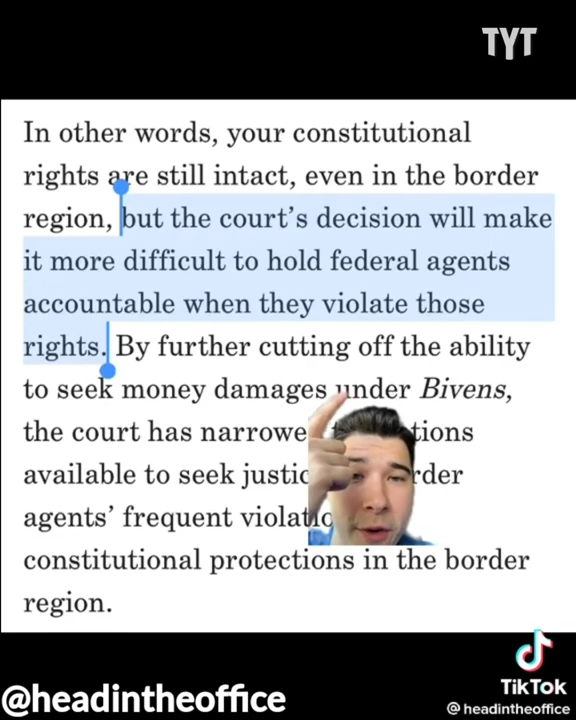 TYT
In other words, your constitutional
rights are still intact, even in the border
region, but the court's decision will make
it more difficult to hold federal agents
accountable when they violate those
rights. By further cutting off the ability
to seek money damages under Bivens,
the court has narrowe tions
available to seek justic rder
agents' frequent violatio
constitutional protections in the border
region.
TikTok
@headintheoffice
@headintheoffice